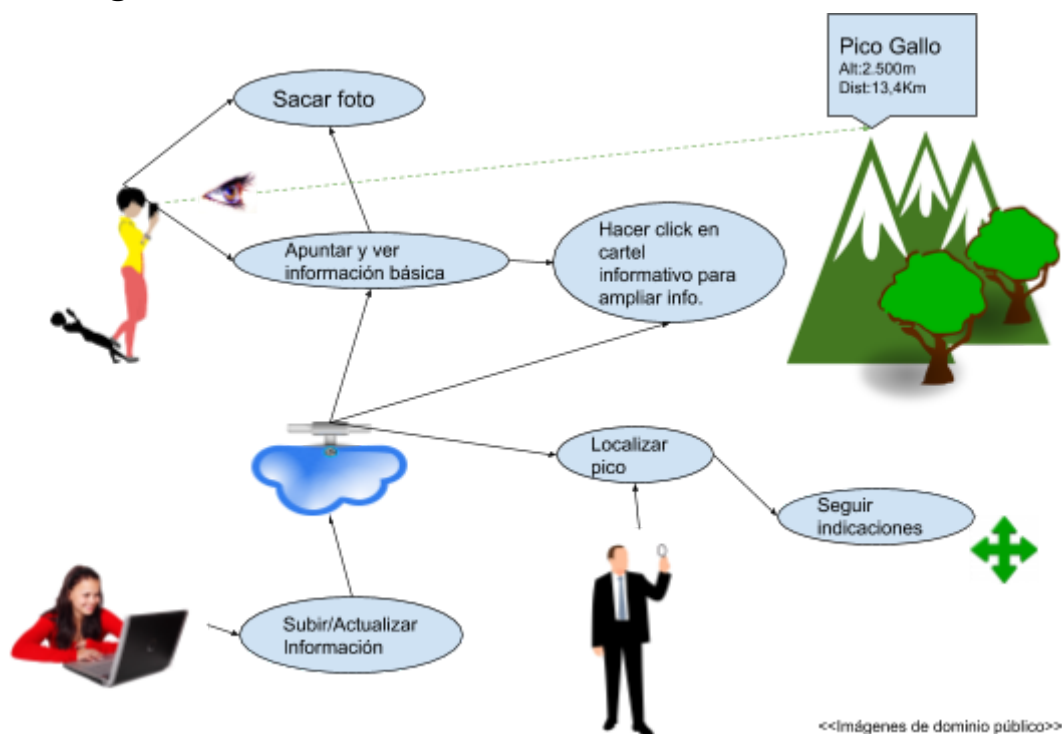 Pico Gallo
Alt:2.500m
Dist:13,4Km
Sacar foto
Apuntar y ver
información básica
Hacer click en
cartel
informativo para
ampliar info.
Localizar
pico
Seguir
indicaciones
Subir/Actualizar
Información
<<Imágenes de dominio público>>